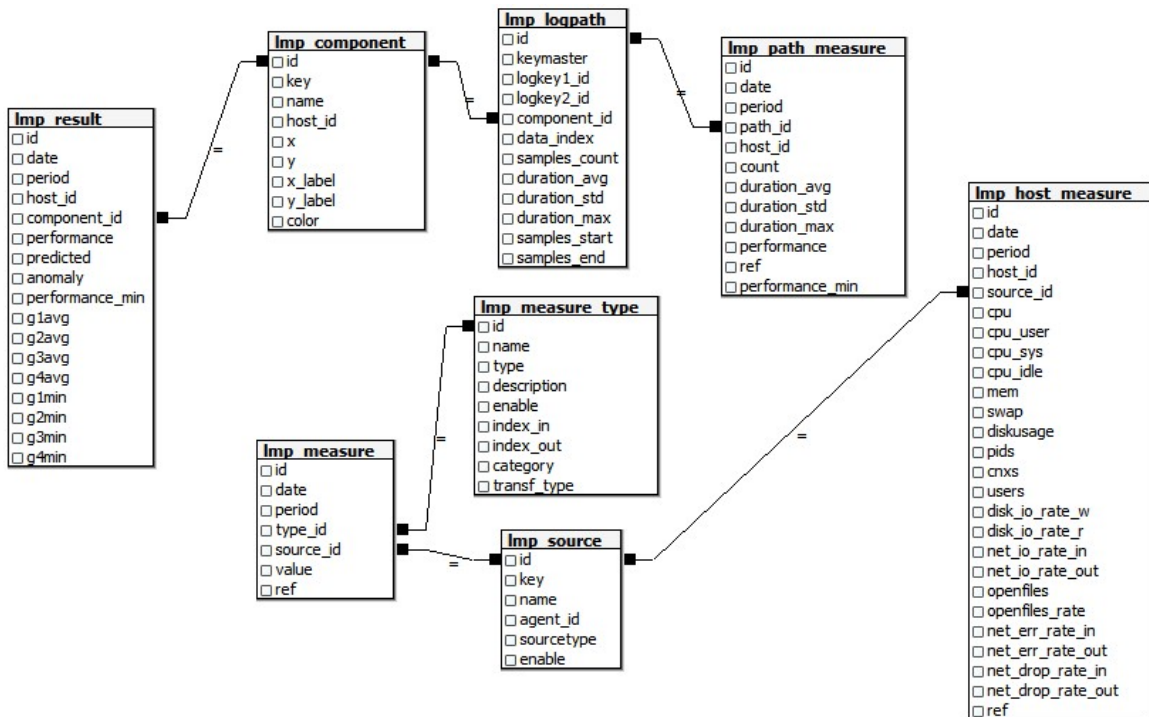 lmp_result
id
date
period
host_id
component_id
performance
predicted
anomaly
performance_min
g1avg
g2avg
g3avg
g4avg
g1min
g2min
g3min
g4min
=
lmp_component
id
key
name
host_id
x
y
x_label
y_label
color
=
lmp_logpath
id
keymaster
logkey1_id
logkey2_id
component_id
data_index
samples_count
duration_avg
duration_std
duration_max
samples_start
samples_end
=
lmp_path_measure
id
date
period
path_id
host_id
count
duration_avg
duration_std
duration_max
performance
ref
performance_min
lmp_measure_type
id
name
type
description
enable
index_in
index_out
category
transf_type
=
lmp_measure
id
date
period
type_id
source_id
value
ref
=
lmp_source
id
key
name
agent_id
sourcetype
enable
=
lmp_host_measure
id
date
period
host_id
source_id
cpu
cpu_user
cpu_sys
cpu_idle
mem
swap
diskusage
pids
cnxs
users
disk_io_rate_w
disk_io_rate_r
net_io_rate_in
net_io_rate_out
openfiles
openfiles_rate
net_err_rate_in
net_err_rate_out
net_drop_rate_in
net_drop_rate_out
ref